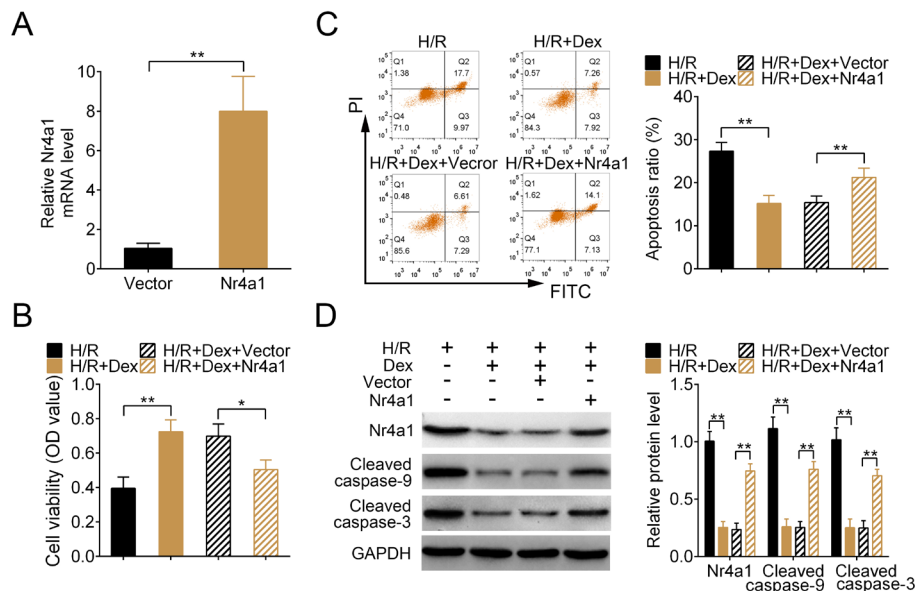 A
Relative Nr4a1
mRNA level
10
8
6
4
2
0
**
Vector
Nr4a1
B
H/R
H/R+Dex+Vector
H/R+Dex
H/R+Dex+Nr4a1
Cell viability (OD value)
1.0
0.8
0.6
0.4
0.2
0.0
**
*
C
H/R
H/R+Dex
Q1
1.38
Q2
17.7
Q4
71.0
Q3
9.97
Q1
0.57
Q2
7.26
Q4
84.3
Q3
7.92
H/R+Dex+Vecror
H/R+Dex+Nr4a1
Q1
0.48
Q2
6.61
Q4
85.6
Q3
7.29
Q1
1.62
Q2
14.1
Q4
77.1
Q3
7.13
PI
FITC
H/R
H/R+Dex+Vector
H/R+Dex
H/R+Dex+Nr4a1
Apoptosis ratio (%)
40
30
20
10
0
**
**
D
H/R + + + +
Dex - + + +
Vector - - + -
Nr4a1 - - - +
Nr4a1
Cleaved
caspase-9
Cleaved
caspase-3
GAPDH
H/R
H/R+Dex+Vector
H/R+Dex
H/R+Dex+Nr4a1
Relative protein level
1.5
1.0
0.5
0.0
**
**
**
**
**
**
Nr4a1
Cleaved
caspase-9
Cleaved
caspase-3